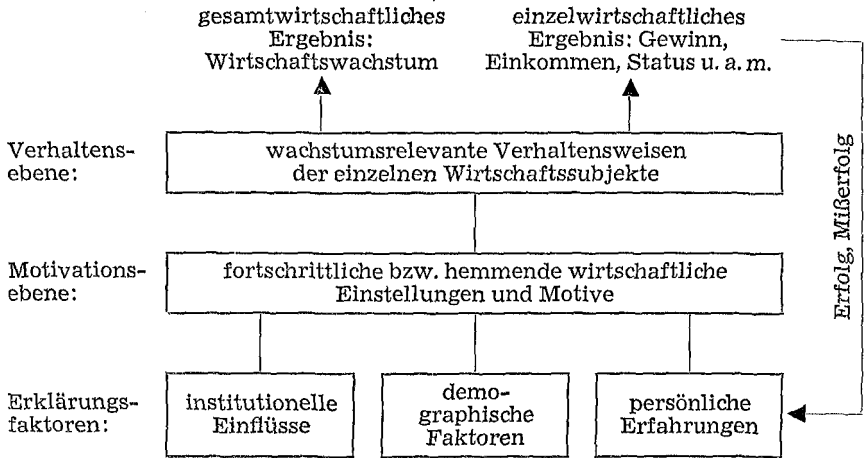 gesamtwirtschaftliches
Ergebnis:
Wirtschaftswachstum
einzelwirtschaftliches
Ergebnis: Gewinn,
Einkommen, Status u. a. m.
Verhaltens-
ebene:
wachstumsrelevante Verhaltensweisen
der einzelnen Wirtschaftssubjekte
Erfolg, Mißerfolg
Motivations-
ebene:
fortschrittliche bzw. hemmende wirtschaftliche
Einstellungen und Motive
Erklärungs-
faktoren:
institutionelle
Einflüsse
demo-
graphische
Faktoren
persönliche
Erfahrungen